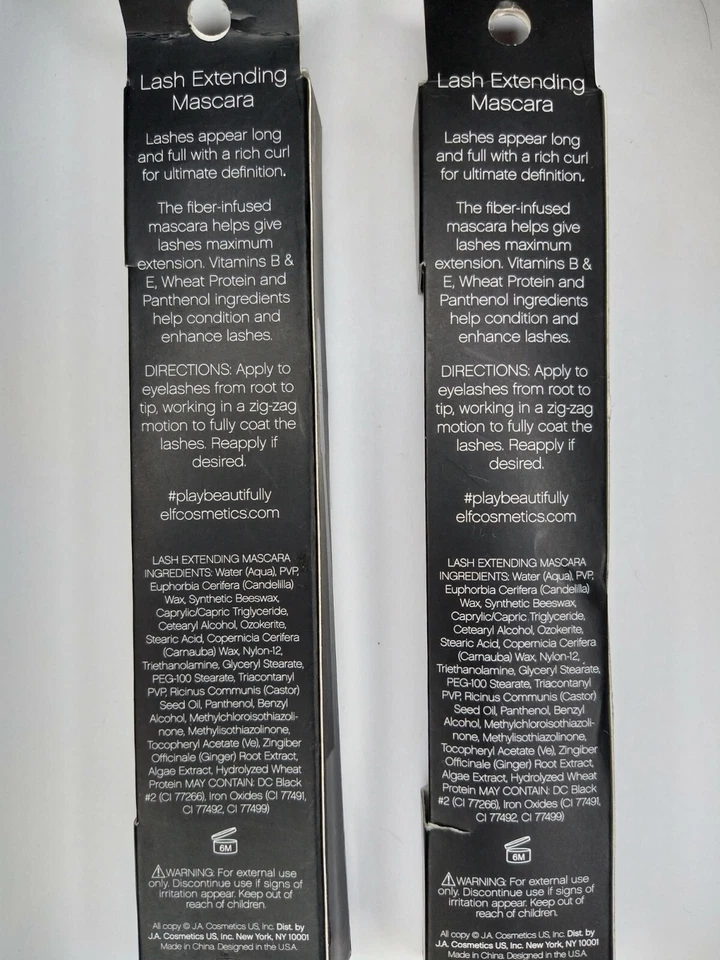 Lash Extending
Mascara
Lashes appear long
and full with a rich curl
for ultimate definition.
The fiber-infused
mascara helps give
lashes maximum
extension. Vitamins B &
E, Wheat Protein and
Panthenol ingredients
help condition and
enhance lashes.
DIRECTIONS: Apply to
eyelashes from root to
tip, working in a zig-zag
motion to fully coat the
lashes. Reapply if
desired.
#playbeautifully
elfcosmetics.com
LASH EXTENDING MASCARA
INGREDIENTS: Water (Aqua), PVP,
Euphorbia Cerifera (Candelilla)
Wax, Synthetic Beeswax,
Caprylic/Capric Triglyceride,
Cetearyl Alcohol, Ozokerite,
Stearic Acid, Copernicia Cerifera
(Carnauba) Wax, Nylon-12,
Triethanolamine, Glyceryl Stearate,
PEG-100 Stearate, Triacontanyl
PVP, Ricinus Communis (Castor)
Seed Oil, Panthenol, Benzyl
Alcohol, Methylchloroisothiazoli-
none, Methylisothiazolinone,
Tocopheryl Acetate (Ve), Zingiber
Officinale (Ginger) Root Extract,
Algae Extract, Hydrolyzed Wheat
Protein MAY CONTAIN: DC Black
#2 (CI 77266), Iron Oxides (CI 77491,
CI 77492, CI 77499)
6M
WARNING: For external use
only. Discontinue use if signs of
irritation appear. Keep out of
reach of children.
All copy © J.A. Cosmetics US, Inc. Dist. by
J.A. Cosmetics US, Inc. New York, NY 10001
Made in China. Designed in the U.S.A.
Lash Extending
Mascara
Lashes appear long
and full with a rich curl
for ultimate definition.
The fiber-infused
mascara helps give
lashes maximum
extension. Vitamins B &
E, Wheat Protein and
Panthenol ingredients
help condition and
enhance lashes.
DIRECTIONS: Apply to
eyelashes from root to
tip, working in a zig-zag
motion to fully coat the
lashes. Reapply if
desired.
#playbeautifully
elfcosmetics.com
LASH EXTENDING MASCARA
INGREDIENTS: Water (Aqua), PVP,
Euphorbia Cerifera (Candelilla)
Wax, Synthetic Beeswax,
Caprylic/Capric Triglyceride,
Cetearyl Alcohol, Ozokerite,
Stearic Acid, Copernicia Cerifera
(Carnauba) Wax, Nylon-12,
Triethanolamine, Glyceryl Stearate,
PEG-100 Stearate, Triacontanyl
PVP, Ricinus Communis (Castor)
Seed Oil, Panthenol, Benzyl
Alcohol, Methylchloroisothiazoli-
none, Methylisothiazolinone,
Tocopheryl Acetate (Ve), Zingiber
Officinale (Ginger) Root Extract,
Algae Extract, Hydrolyzed Wheat
Protein MAY CONTAIN: DC Black
#2 (CI 77266), Iron Oxides (CI 77491,
CI 77492, CI 77499)
6M
WARNING: For external use
only. Discontinue use if signs of
irritation appear. Keep out of
reach of children.
All copy © J.A. Cosmetics US, Inc. Dist. by
J.A. Cosmetics US, Inc. New York, NY 10001
Made in China. Designed in the U.S.A.